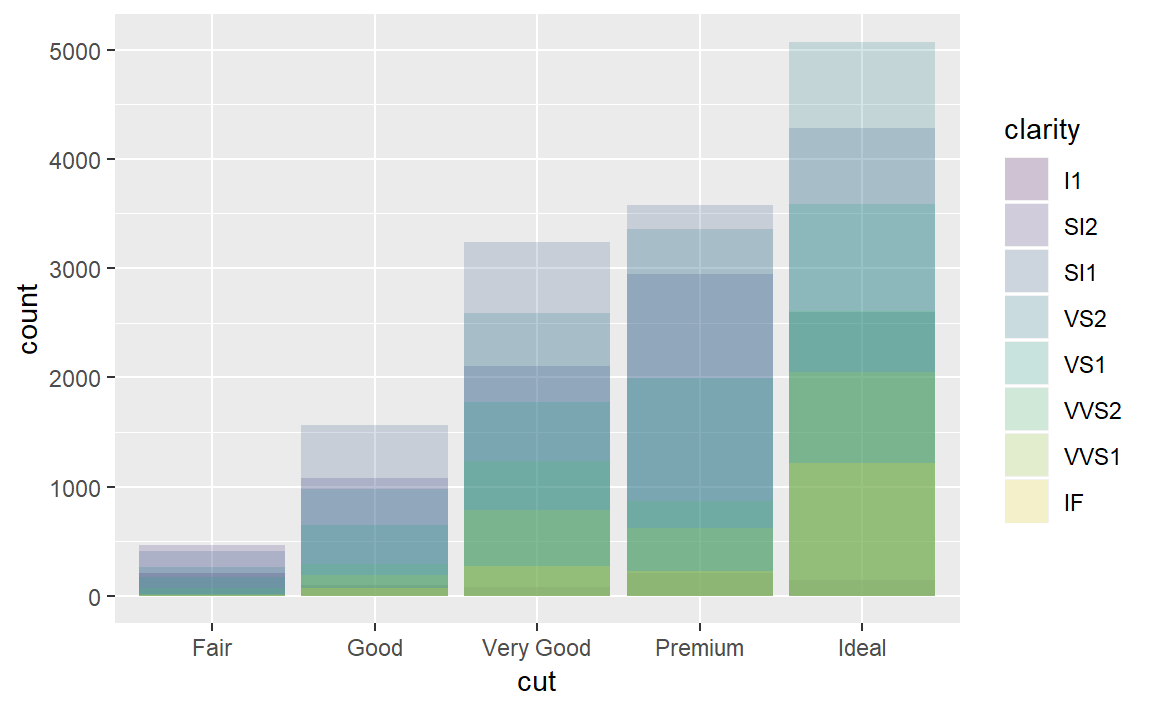 5000
4000
3000
2000
1000
0
count
Fair Good Very Good Premium Ideal
cut
clarity
I1
SI2
SI1
VS2
VS1
VVS2
VVS1
IF